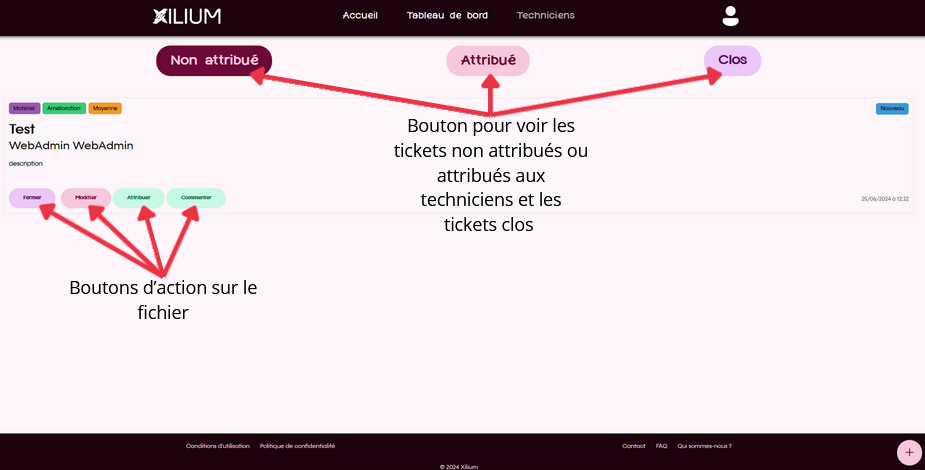 XILIUM
Accueil
Tableau de bord
Techniciens
Non attribué
Attribué
Clos
Matériel
Amélioration
Moyenne
Nouveau
Test
WebAdmin WebAdmin
description
Fermer
Modifier
Attribuer
Commenter
25/06/2024 à 12:22
Bouton pour voir les
tickets non attribués ou
attribués aux
techniciens et les
tickets clos
Boutons d'action sur le
fichier
Conditions d'utilisation
Politique de confidentialité
Contact
FAQ
Qui sommes-nous ?
+
© 2024 Xilium